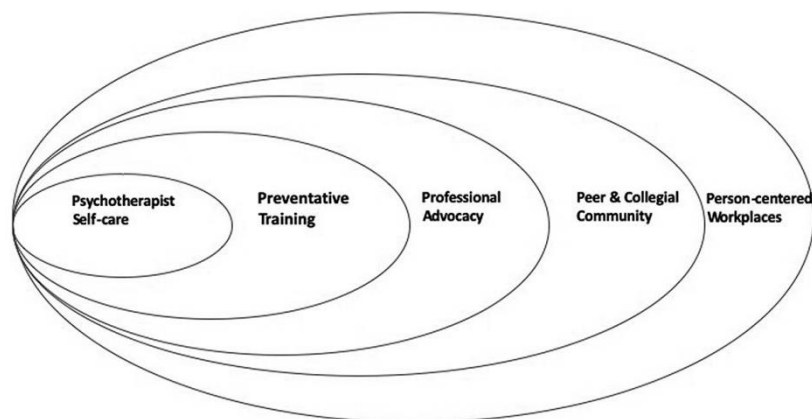 Psychotherapist
Self-care
Preventative
Training
Professional
Advocacy
Peer & Collegial
Community
Person-centered
Workplaces